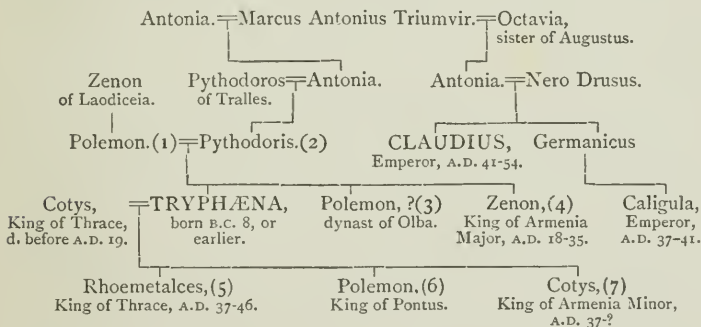 Antonia. Marcus Antonius Triumvir. Octavia,
sister of Augustus.
Zenon Pythodoros Antonia. Antonia. Nero Drusus.
of Laodiceia. of Tralles.
Polemon.(1) Pythodoris.(2) CLAUDIUS, Germanicus
Emperor, A.D. 41-54.
Cotys, TRYPHÆNA, Polemon, ?(3) Zenon,(4) Caligula,
King of Thrace, born B.C. 8, or dynast of Olba. King of Armenia Emperor,
d. before A.D. 19. earlier. Major, A.D. 18-35. A.D. 37-41.
Rhoemetalces,(5) Polemon,(6) Cotys,(7)
King of Thrace, A.D. 37-46. King of Pontus. King of Armenia Minor,
A.D. 37-?